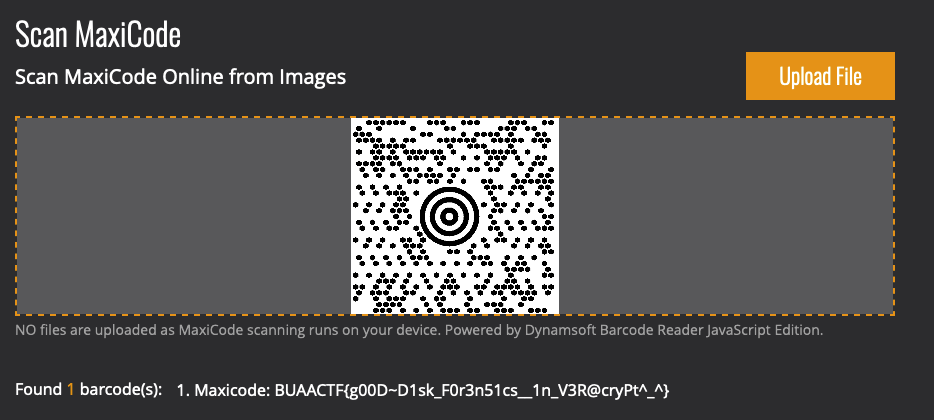 Scan MaxiCode
Scan MaxiCode Online from Images
Upload File
NO files are uploaded as MaxiCode scanning runs on your device. Powered by Dynamsoft Barcode Reader JavaScript Edition.
Found 1 barcode(s): 1. Maxicode: BUAACTF{g00D~D1sk_F0r3n51cs__1n_V3R@cryPt^_^}